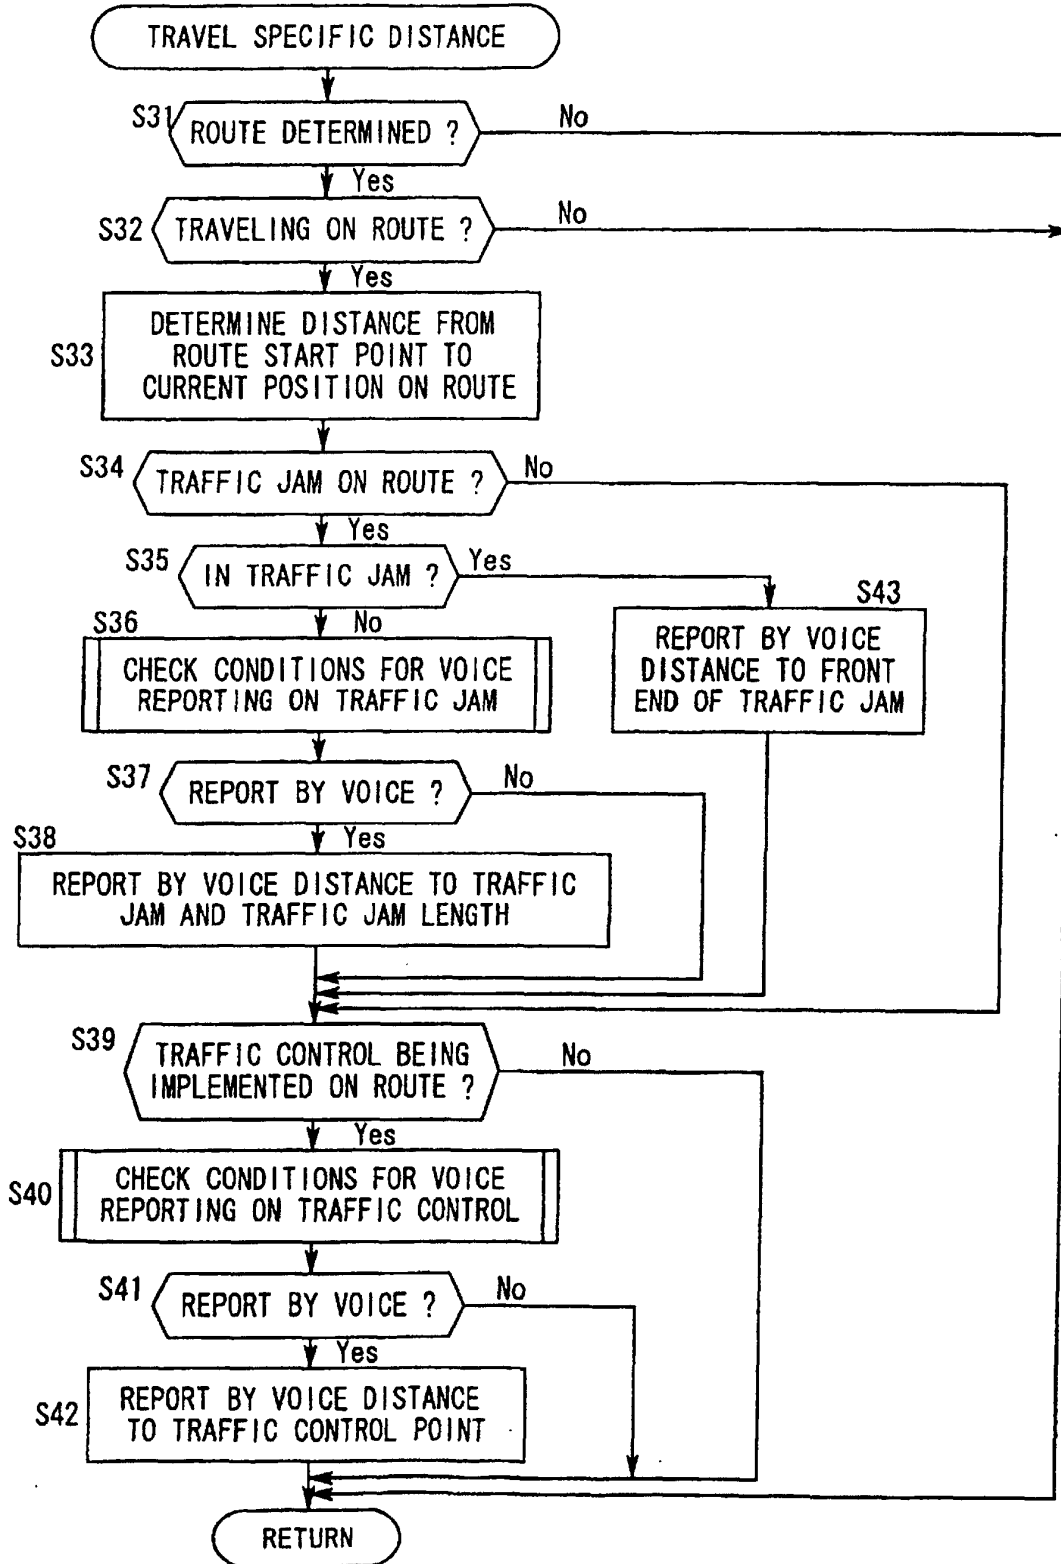 TRAVEL SPECIFIC DISTANCE
S31
ROUTE DETERMINED ?
No
Yes
S32
TRAVELING ON ROUTE ?
No
Yes
S33
DETERMINE DISTANCE FROM
ROUTE START POINT TO
CURRENT POSITION ON ROUTE
S34
TRAFFIC JAM ON ROUTE ?
No
Yes
S35
IN TRAFFIC JAM ?
Yes
No
S43
REPORT BY VOICE
DISTANCE TO FRONT
END OF TRAFFIC JAM
S36
CHECK CONDITIONS FOR VOICE
REPORTING ON TRAFFIC JAM
S37
REPORT BY VOICE ?
No
Yes
S38
REPORT BY VOICE DISTANCE TO TRAFFIC
JAM AND TRAFFIC JAM LENGTH
S39
TRAFFIC CONTROL BEING
IMPLEMENTED ON ROUTE ?
No
Yes
S40
CHECK CONDITIONS FOR VOICE
REPORTING ON TRAFFIC CONTROL
S41
REPORT BY VOICE ?
No
Yes
S42
REPORT BY VOICE DISTANCE
TO TRAFFIC CONTROL POINT
RETURN